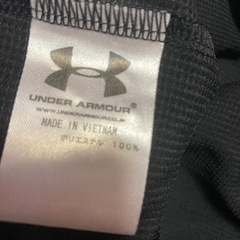 UNDER ARMOUR
WWW.UNDERARMOUR.CO.JP
MADE IN VIETNAM
ポリエステル 100%